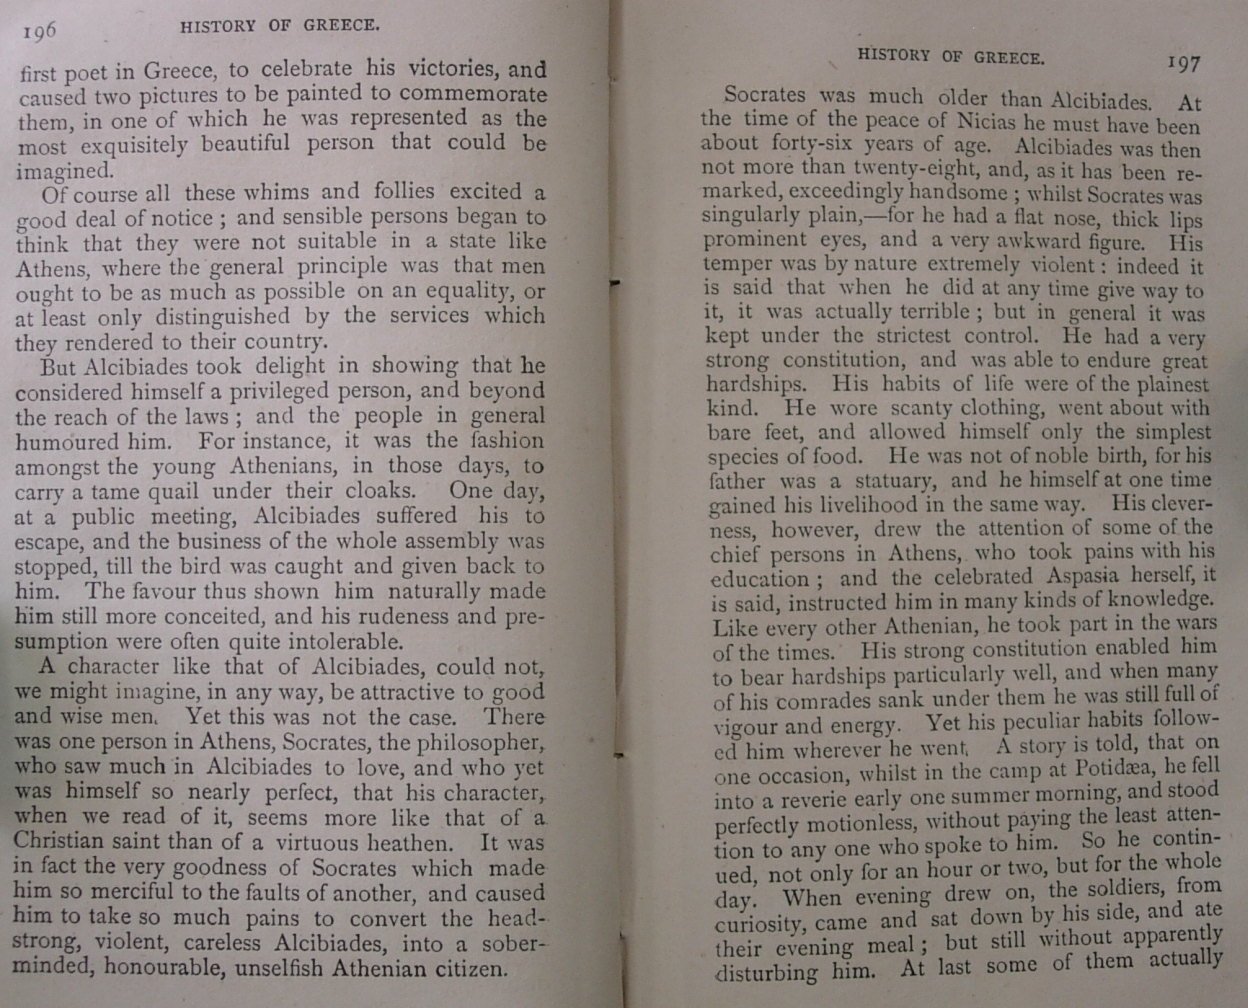 196
HISTORY OF GREECE.
first poet in Greece, to celebrate his victories, and
caused two pictures to be painted to commemorate
them, in one of which he was represented as the
most exquisitely beautiful person that could be
imagined.
Of course all these whims and follies excited a
good deal of notice ; and sensible persons began to
think that they were not suitable in a state like
Athens, where the general principle was that men
ought to be as much as possible on an equality, or
at least only distinguished by the services which
they rendered to their country.
But Alcibiades took delight in showing that he
considered himself a privileged person, and beyond
the reach of the laws ; and the people in general
humoured him. For instance, it was the fashion
amongst the young Athenians, in those days, to
carry a tame quail under their cloaks. One day,
at a public meeting, Alcibiades suffered his to
escape, and the business of the whole assembly was
stopped, till the bird was caught and given back to
him. The favour thus shown him naturally made
him still more conceited, and his rudeness and pre-
sumption were often quite intolerable.
A character like that of Alcibiades, could not,
we might imagine, in any way, be attractive to good
and wise men. Yet this was not the case. There
was one person in Athens, Socrates, the philosopher,
who saw much in Alcibiades to love, and who yet
was himself so nearly perfect, that his character,
when we read of it, seems more like that of a
Christian saint than of a virtuous heathen. It was
in fact the very goodness of Socrates which made
him so merciful to the faults of another, and caused
him to take so much pains to convert the head-
strong, violent, careless Alcibiades, into a sober-
minded, honourable, unselfish Athenian citizen.
HISTORY OF GREECE.
197
Socrates was much older than Alcibiades. At
the time of the peace of Nicias he must have been
about forty-six years of age. Alcibiades was then
not more than twenty-eight, and, as it has been re-
marked, exceedingly handsome ; whilst Socrates was
singularly plain,—for he had a flat nose, thick lips
prominent eyes, and a very awkward figure. His
temper was by nature extremely violent : indeed it
is said that when he did at any time give way to
it, it was actually terrible ; but in general it was
kept under the strictest control. He had a very
strong constitution, and was able to endure great
hardships. His habits of life were of the plainest
kind. He wore scanty clothing, went about with
bare feet, and allowed himself only the simplest
species of food. He was not of noble birth, for his
father was a statuary, and he himself at one time
gained his livelihood in the same way. His clever-
ness, however, drew the attention of some of the
chief persons in Athens, who took pains with his
education ; and the celebrated Aspasia herself, it
is said, instructed him in many kinds of knowledge.
Like every other Athenian, he took part in the wars
of the times. His strong constitution enabled him
to bear hardships particularly well, and when many
of his comrades sank under them he was still full of
vigour and energy. Yet his peculiar habits follow-
ed him wherever he went. A story is told, that on
one occasion, whilst in the camp at Potidæa, he fell
into a reverie early one summer morning, and stood
perfectly motionless, without paying the least atten-
tion to any one who spoke to him. So he contin-
ued, not only for an hour or two, but for the whole
day. When evening drew on, the soldiers, from
curiosity, came and sat down by his side, and ate
their evening meal ; but still without apparently
disturbing him. At last some of them actually